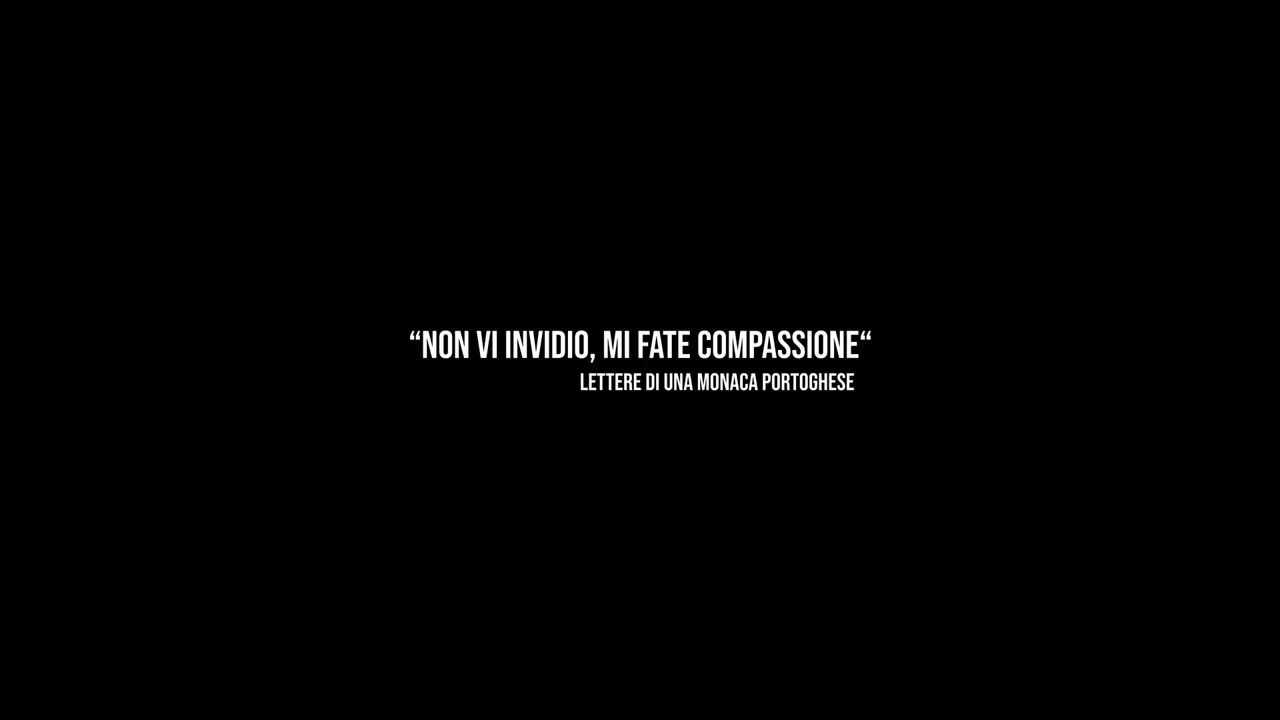 “NON VI INVIDIO, MI FATE COMPASSIONE“
LETTERE DI UNA MONACA PORTOGHESE